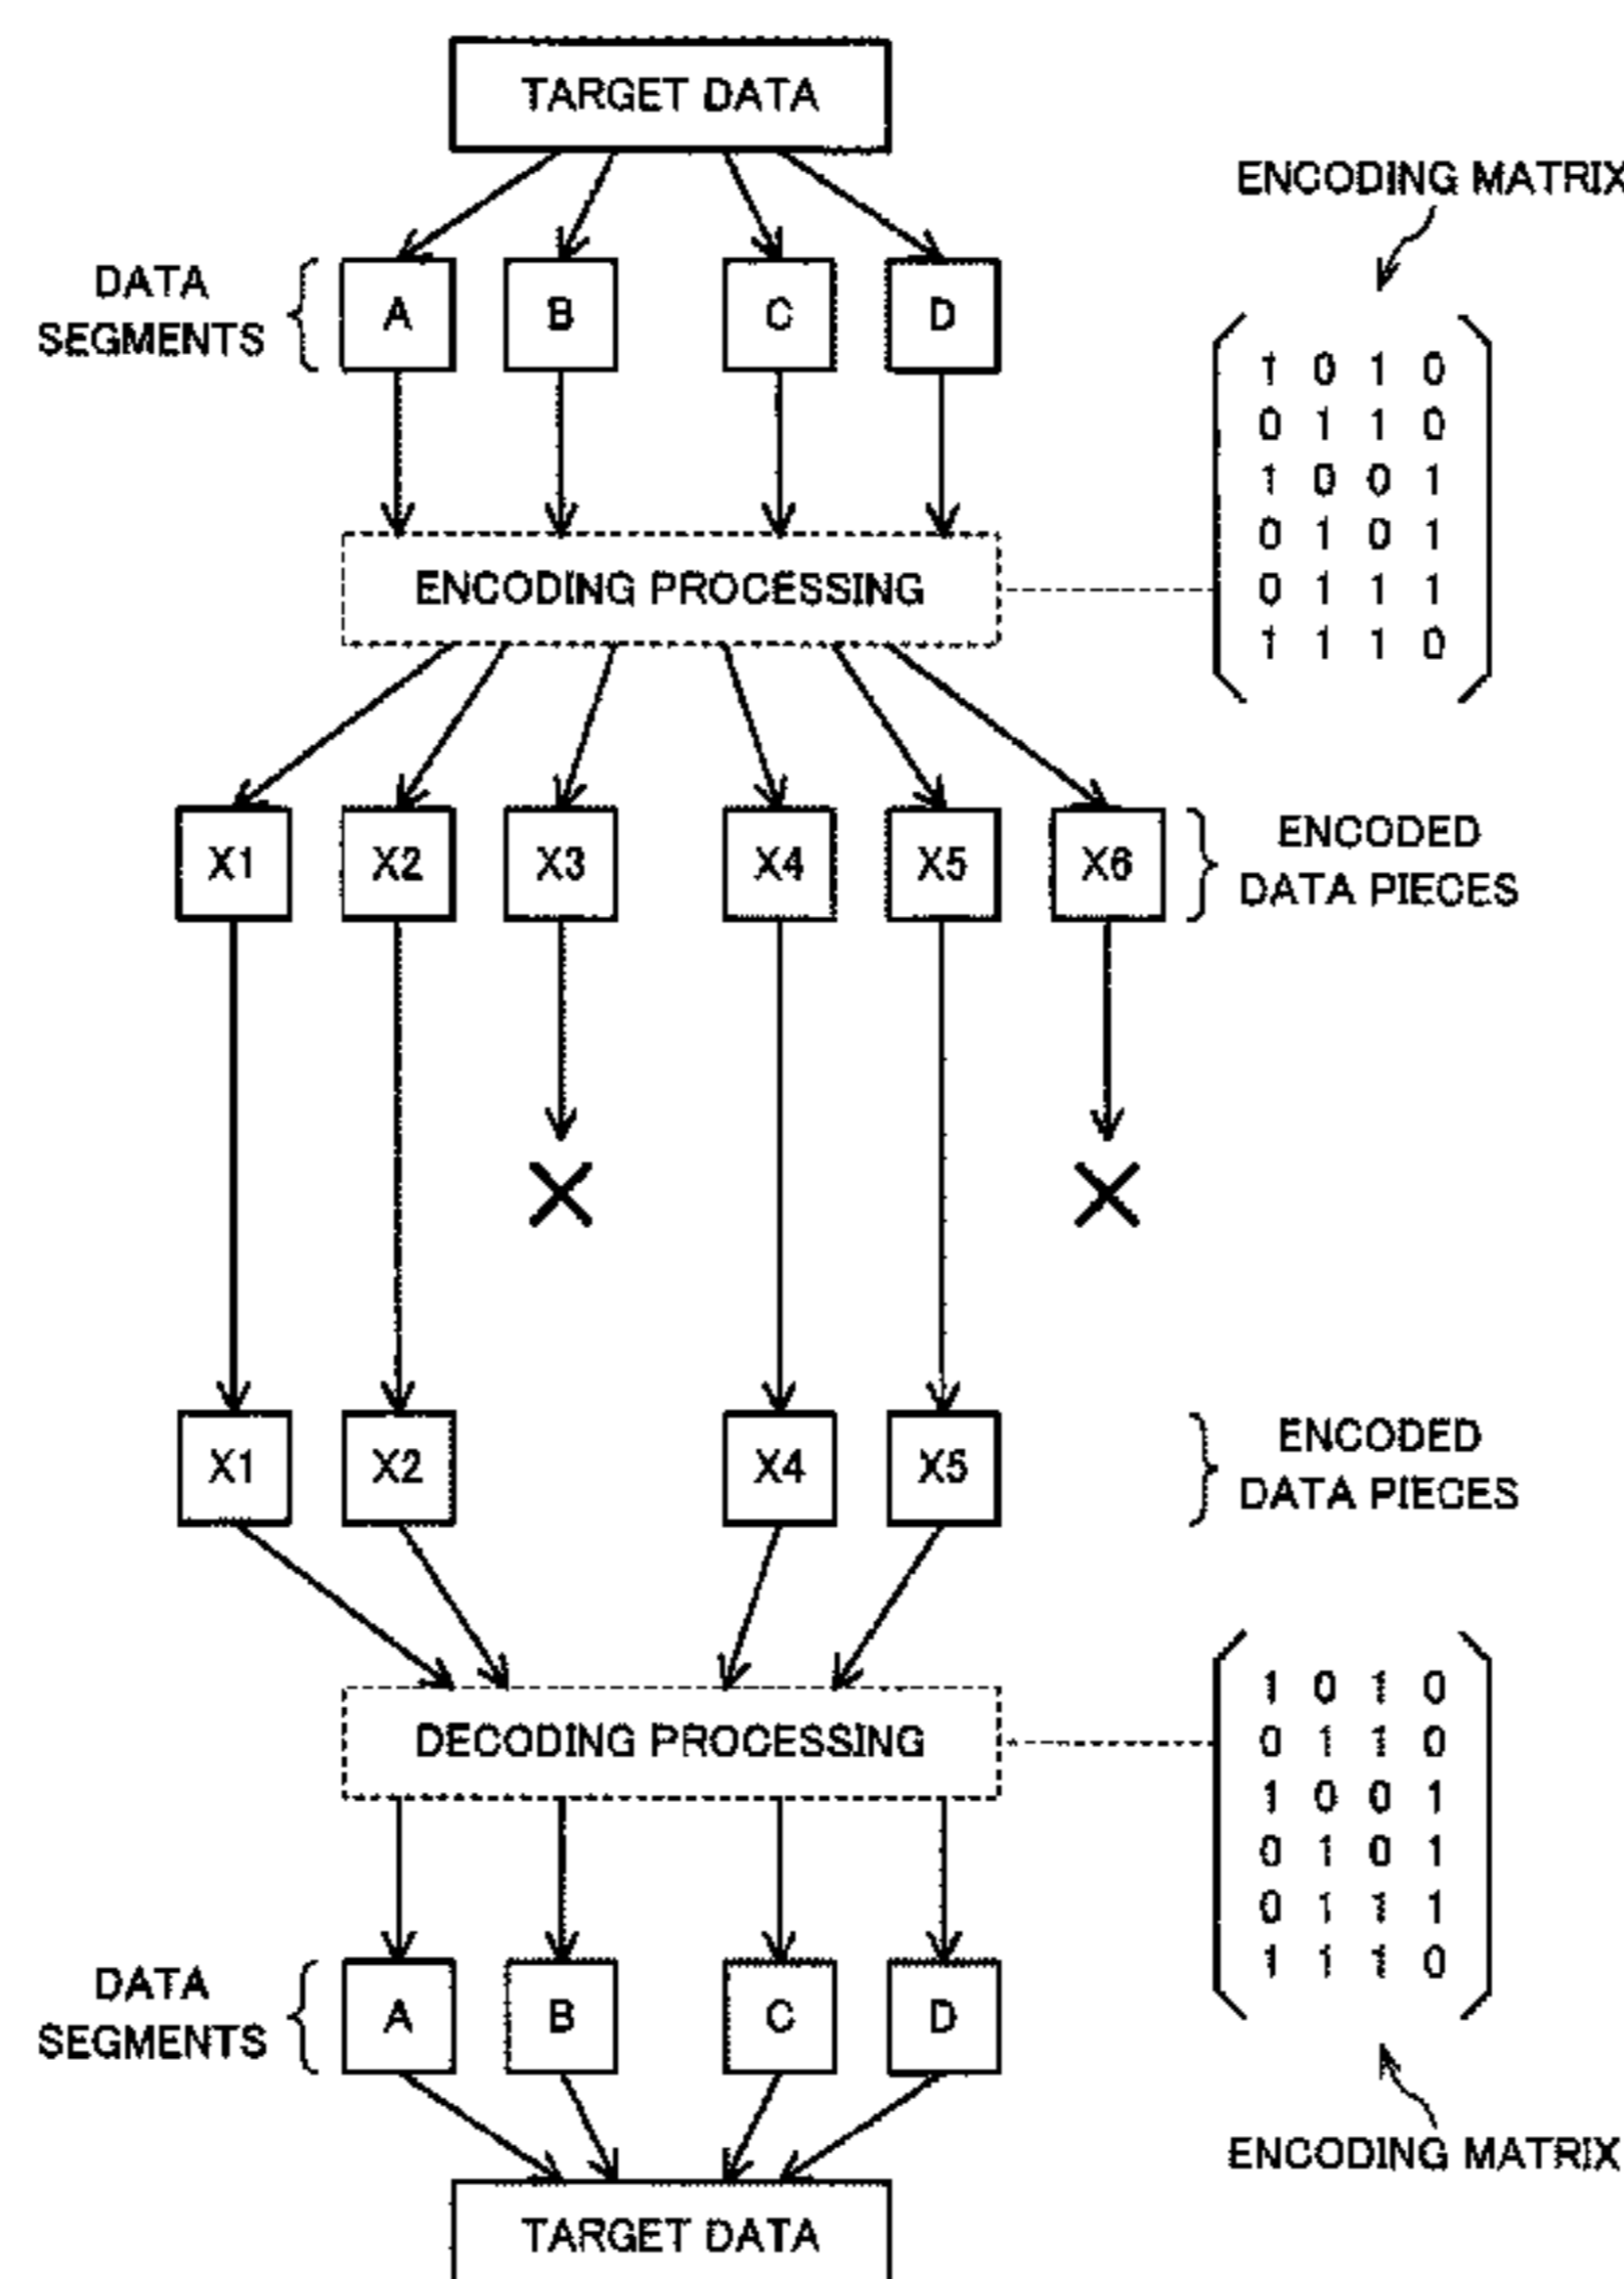 TARGET DATA
ENCODING MATRIX
DATA
SEGMENTS
A B C D
1 0 1 0
0 1 1 0
1 0 0 1
0 1 0 1
0 1 1 1
1 1 1 0
ENCODING PROCESSING
X1 X2 X3 X4 X5 X6
ENCODED
DATA PIECES
X1 X2 X4 X5
ENCODED
DATA PIECES
DECODING PROCESSING
1 0 1 0
0 1 1 0
1 0 0 1
0 1 0 1
0 1 1 1
1 1 1 0
DATA
SEGMENTS
A B C D
ENCODING MATRIX
TARGET DATA